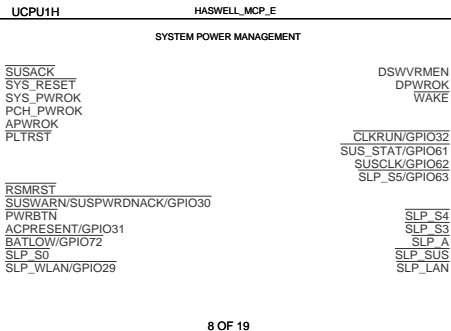 UCPU1H HASWELL_MCP_E
SYSTEM POWER MANAGEMENT
SUSACK DSWVRMEN
SYS_RESET DPWROK
SYS_PWROK WAKE
PCH_PWROK
APWROK
PLTRST CLKRUN/GPIO32
SUS_STAT/GPIO61
SUSCLK/GPIO62
SLP_S5/GPIO63
RSMRST
SUSWARN/SUSPWRDNACK/GPIO30
PWRBTN SLP_S4
ACPRESENT/GPIO31 SLP_S3
BATLOW/GPIO72 SLP_A
SLP_S0 SLP_SUS
SLP_WLAN/GPIO29 SLP_LAN
8 OF 19